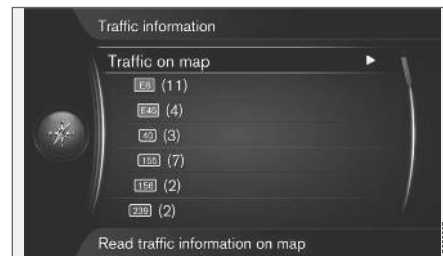 Traffic information
Traffic on map
E6 (11)
E45 (4)
40 (3)
155 (7)
156 (2)
239 (2)
Read traffic information on map